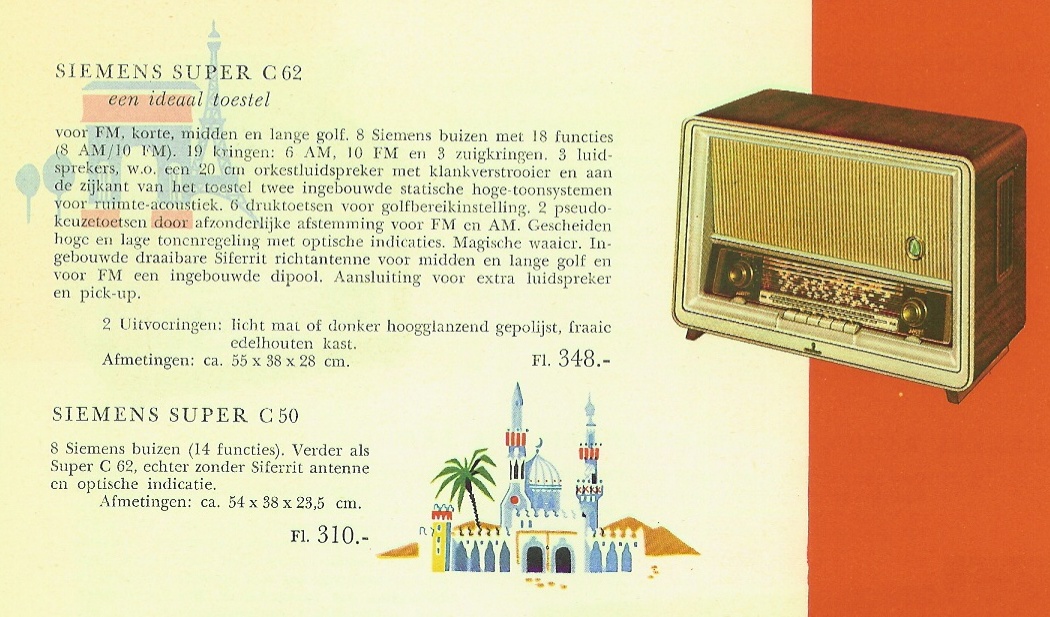 SIEMENS SUPER C 62
een ideaal toestel
voor FM, korte, midden en lange golf. 8 Siemens buizen met 18 functies
(8 AM/10 FM). 19 kringen: 6 AM, 10 FM en 3 zuigkringen. 3 luid-
sprekers, w.o. een 20 cm orkestluidspreker met klankverstrooier en aan
de zijkant van het toestel twee ingebouwde statische hoge-toonsystemen
voor ruimte-acoustiek. 6 druktoetsen voor golfbereikinstelling. 2 pseudo-
keuzetoetsen door afzonderlijke afstemming voor FM en AM. Gescheiden
hoge en lage tonenregeling met optische indicaties. Magische waaier. In-
gebouwde draaibare Siferrit richtantenne voor midden en lange golf en
voor FM een ingebouwde dipool. Aansluiting voor extra luidspreker
en pick-up.
2 Uitvoeringen: licht mat of donker hoogglanzend gepolijst, fraaie
edelhouten kast.
Afmetingen: ca. 55 x 38 x 28 cm.
Fl. 348.-
SIEMENS SUPER C 50
8 Siemens buizen (14 functies). Verder als
Super C 62, echter zonder Siferrit antenne
en optische indicatie.
Afmetingen: ca. 54 x 38 x 23,5 cm.
Fl. 310.-